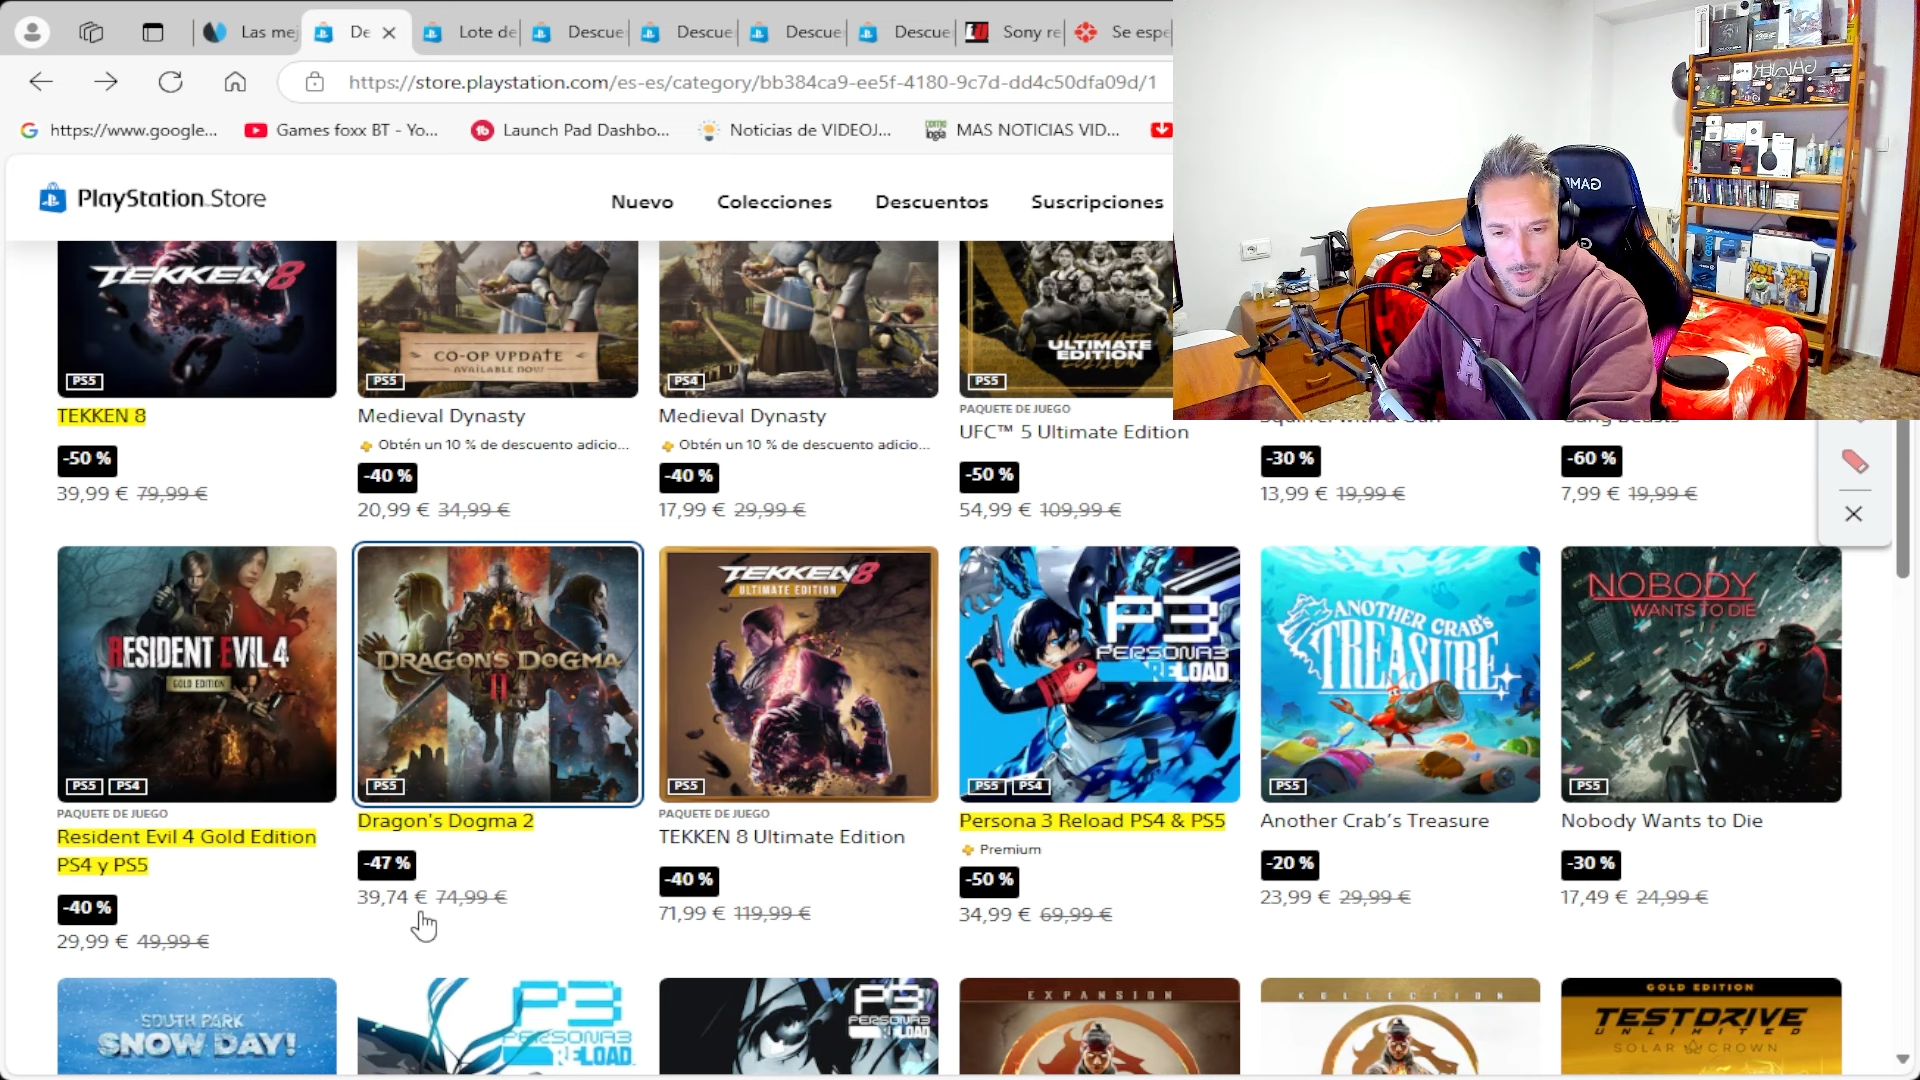 Las mej
De
Lote de
Descue
Descue
Descue
Descue
Sony re
Se espe
https://store.playstation.com/es-es/category/bb384ca9-ee5f-4180-9c7d-dd4c50dfa09d/1
https://www.google...
Games foxx BT - Yo...
Launch Pad Dashbo...
Noticias de VIDEOJ...
MAS NOTICIAS VID...
PlayStation Store
Nuevo
Colecciones
Descuentos
Suscripciones
TEKKEN 8
PS5
TEKKEN 8
-50 %
39,99 € 79,99 €
CO-OP UPDATE
AVAILABLE NOW
PS5
Medieval Dynasty
Obtén un 10 % de descuento adicio...
-40 %
20,99 € 34,99 €
PS4
Medieval Dynasty
Obtén un 10 % de descuento adicio...
-40 %
17,99 € 29,99 €
ULTIMATE
EDITION
PS5
PAQUETE DE JUEGO
UFC™ 5 Ultimate Edition
-50 %
54,99 € 109,99 €
-30 %
13,99 € 19,99 €
-60 %
7,99 € 19,99 €
RESIDENT EVIL 4
GOLD EDITION
PS5 PS4
PAQUETE DE JUEGO
Resident Evil 4 Gold Edition
PS4 y PS5
-40 %
29,99 € 49,99 €
DRAGON'S DOGMA
II
PS5
Dragon's Dogma 2
-47 %
39,74 € 74,99 €
TEKKEN 8
ULTIMATE EDITION
PS5
PAQUETE DE JUEGO
TEKKEN 8 Ultimate Edition
-40 %
71,99 € 119,99 €
P3
PERSONA3
RELOAD
PS5 PS4
Persona 3 Reload PS4 & PS5
Premium
-50 %
34,99 € 69,99 €
ANOTHER CRAB'S
TREASURE
PS5
Another Crab's Treasure
-20 %
23,99 € 29,99 €
NOBODY
WANTS TO DIE
PS5
Nobody Wants to Die
-30 %
17,49 € 24,99 €
SOUTH PARK
SNOW DAY!
P3
PERSONA3
RELOAD
P3
PERSONA3
RELOAD
EXPANSION
KOLLECTION
GOLD EDITION
TEST DRIVE
UNLIMITED
SOLAR CROWN